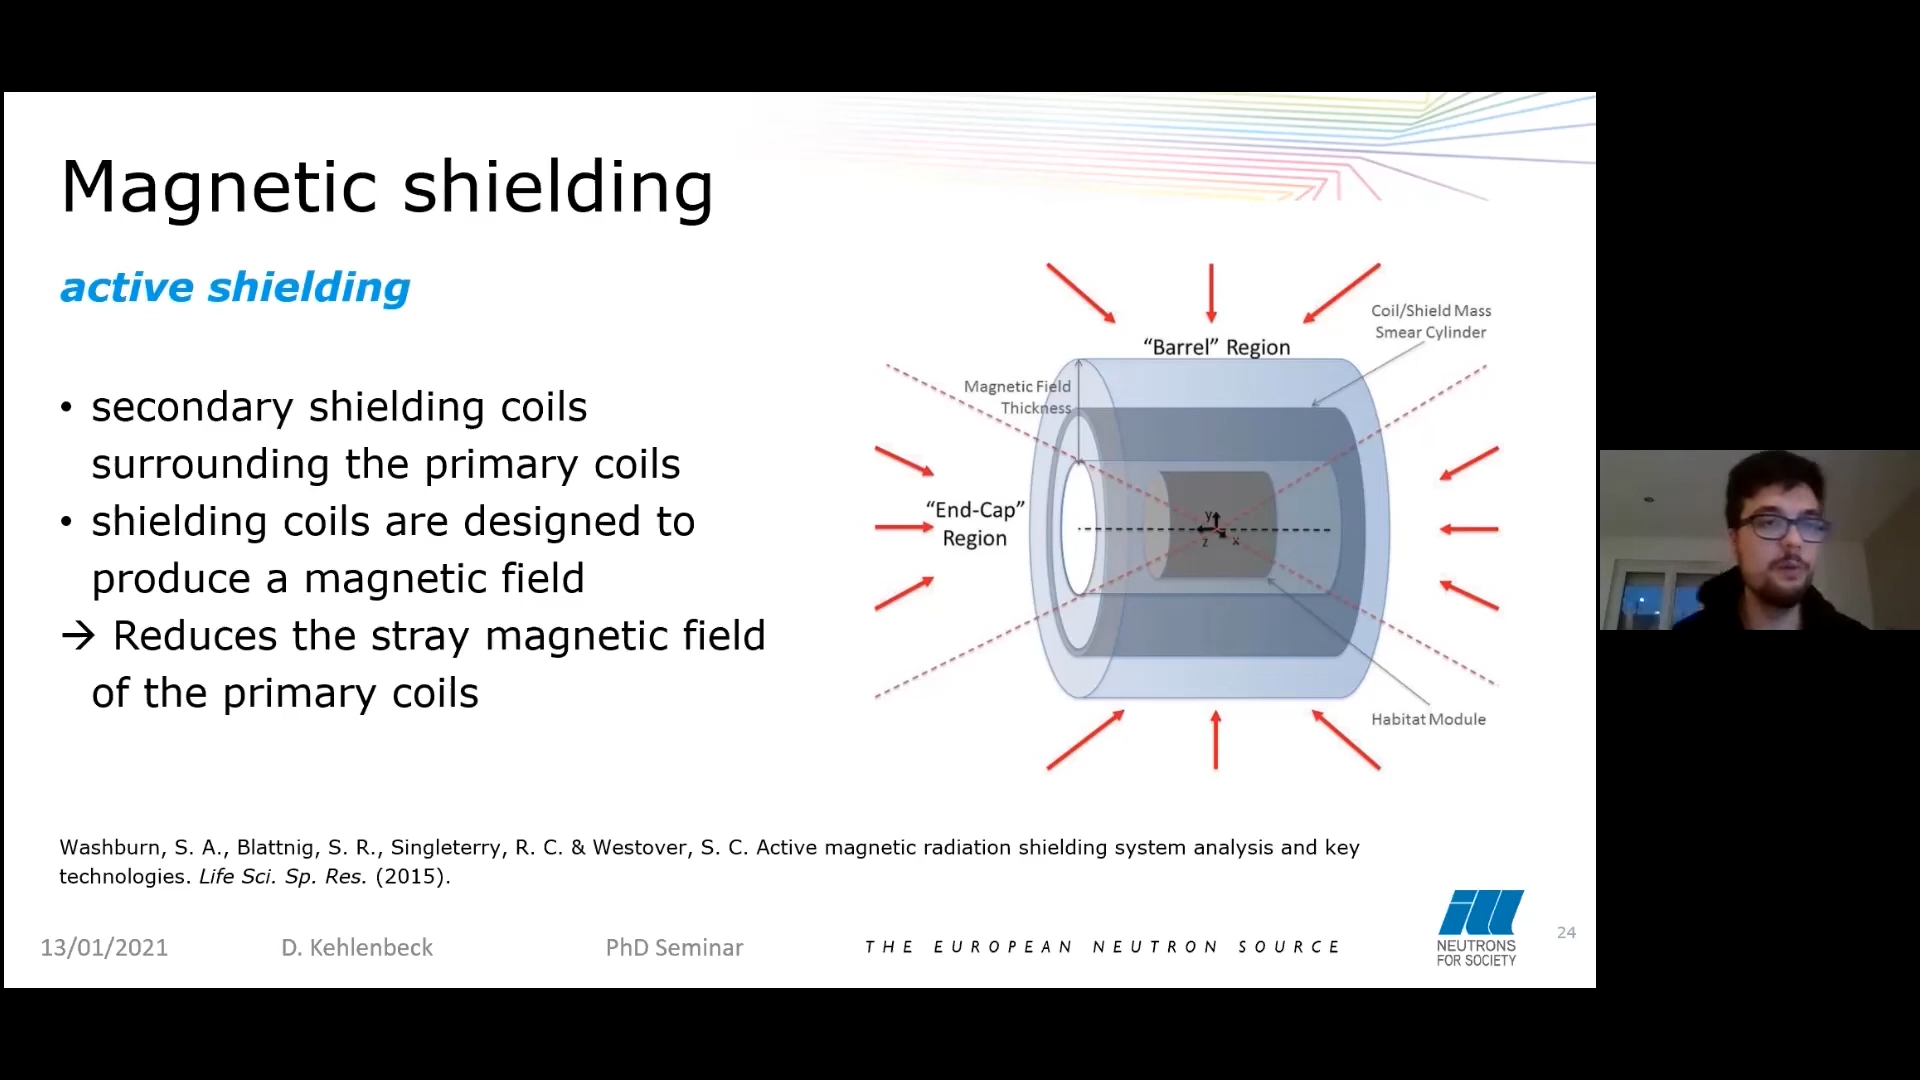 Magnetic shielding
active shielding
• secondary shielding coils
surrounding the primary coils
• shielding coils are designed to
produce a magnetic field
→ Reduces the stray magnetic field
of the primary coils
"Barrel" Region
Coil/Shield Mass
Smear Cylinder
Magnetic Field
Thickness
"End-Cap"
Region
y
z
x
Habitat Module
Washburn, S. A., Blattnig, S. R., Singleterry, R. C. & Westover, S. C. Active magnetic radiation shielding system analysis and key
technologies. Life Sci. Sp. Res. (2015).
13/01/2021
D. Kehlenbeck
PhD Seminar
THE EUROPEAN NEUTRON SOURCE
ill
NEUTRONS
FOR SOCIETY
24